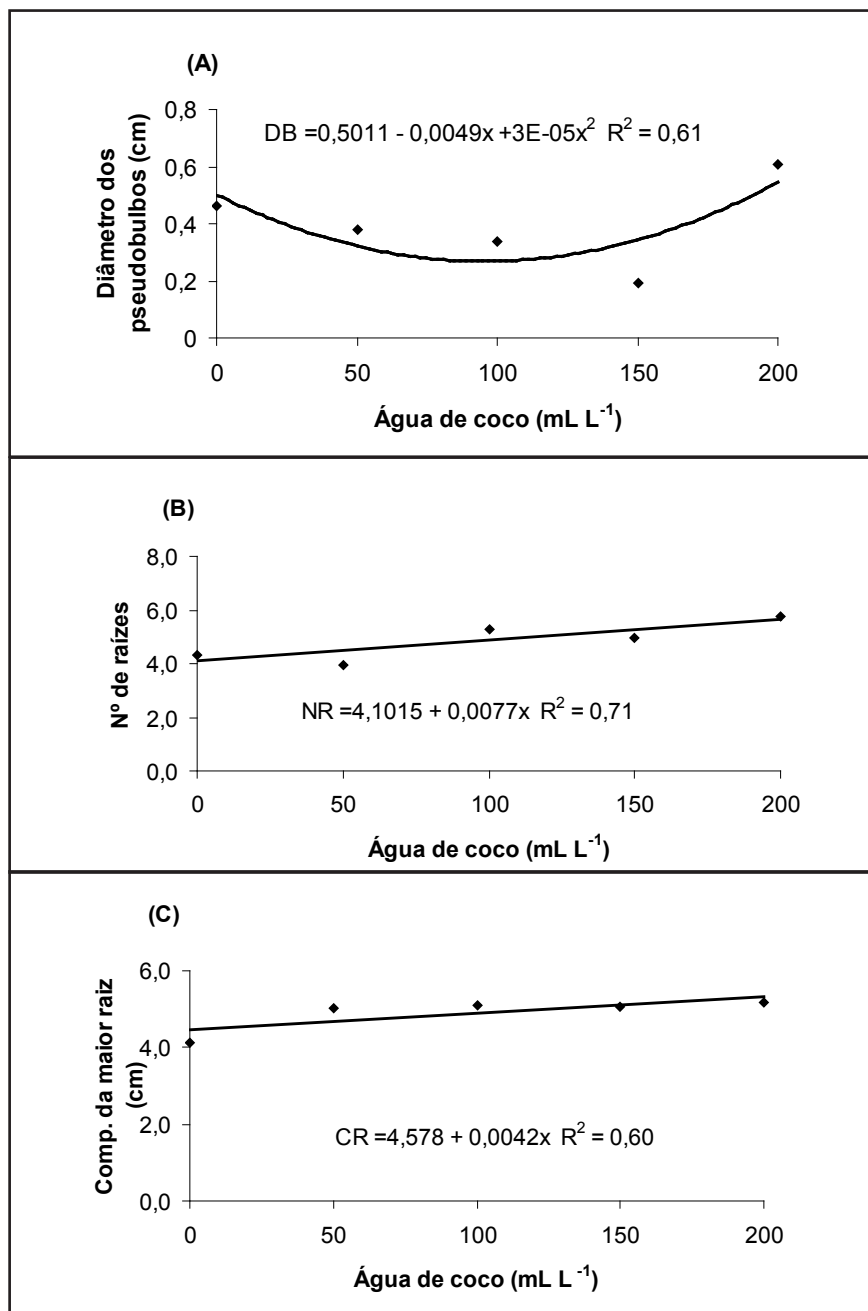 (A)
DB =0,5011 - 0,0049x +3E-05x² R² = 0,61
Diâmetro dos
pseudobulbos (cm)
0,8
0,6
0,4
0,2
0
0 50 100 150 200
Água de coco (mL L⁻¹)
(B)
Nº de raízes
8,0
6,0
4,0
2,0
0,0
NR =4,1015 + 0,0077x R² = 0,71
0 50 100 150 200
Água de coco (mL L⁻¹)
(C)
Comp. da maior raiz
(cm)
6,0
4,0
2,0
0,0
CR =4,578 + 0,0042x R² = 0,60
0 50 100 150 200
Água de coco (mL L⁻¹)